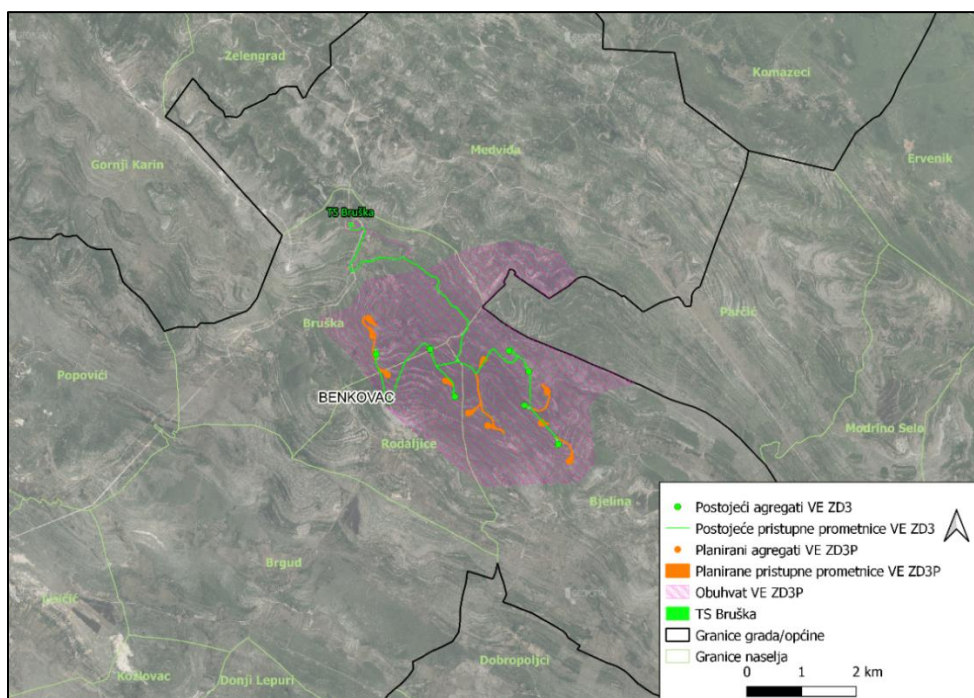 Zelengrad
Komazeci
Gornji Karin
Medviđa
Ervenik
TS Bruška
Bruška
Parčić
Popovići
BENKOVAC
Rodaljice
Modrino Selo
Bjelina
Brgud
Kožlovac
Donji Lepuri
Dobropoljci
Postojeći agregati VE ZD3
Postojeće pristupne prometnice VE ZD3
Planirani agregati VE ZD3P
Planirane pristupne prometnice VE ZD3P
Obuhvat VE ZD3P
TS Bruška
Granice grada/općine
Granice naselja
0 1 2 km